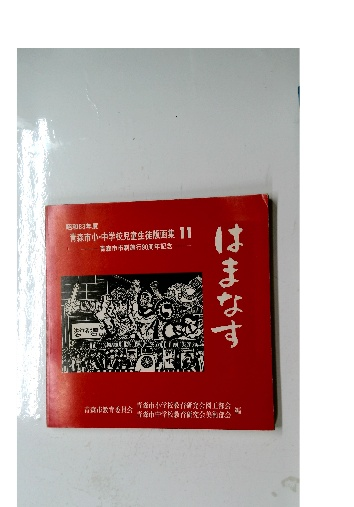 昭和63年度
青森市小・中学校児童生徒版画集 11
青森市市制施行90周年記念
はまなす
青森市教育委員会
青森市小学校教育研究会図工部会
青森市中学校教育研究会美術部会
編